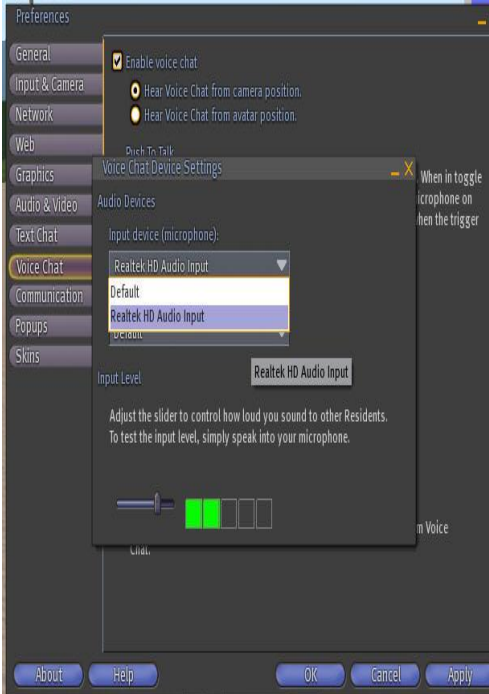 Preferences
General
Input & Camera
Network
Web
Graphics
Audio & Video
Text Chat
Voice Chat
Communication
Popups
Skins
Enable voice chat
Hear Voice Chat from camera position.
Hear Voice Chat from avatar position.
Push To Talk
When in toggle
icrophone on
hen the trigger
Voice Chat Device Settings
Audio Devices
Input device (microphone):
Realtek HD Audio Input
Default
Realtek HD Audio Input
Default
Realtek HD Audio Input
Input Level
Adjust the slider to control how loud you sound to other Residents.
To test the input level, simply speak into your microphone.
m Voice
Chat.
About
Help
OK
Cancel
Apply